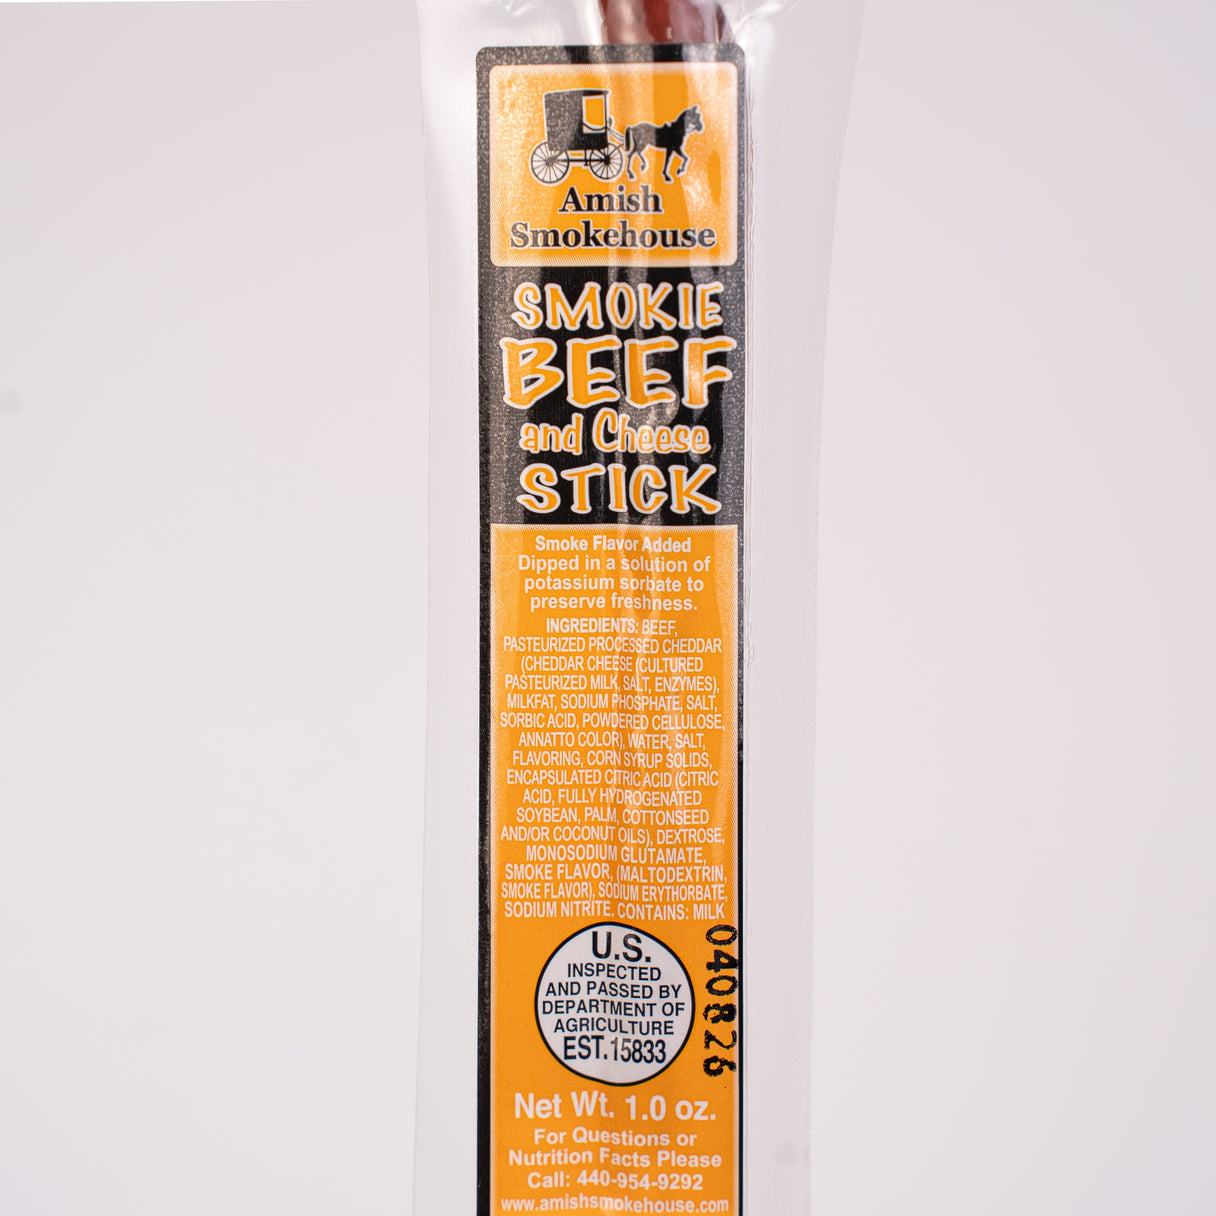 Amish
Smokehouse
SMOKIE
BEEF
and Cheese
STICK
Smoke Flavor Added
Dipped in a solution of
potassium sorbate to
preserve freshness.
INGREDIENTS: BEEF,
PASTEURIZED PROCESSED CHEDDAR
(CHEDDAR CHEESE (CULTURED
PASTEURIZED MILK, SALT, ENZYMES),
MILKFAT, SODIUM PHOSPHATE, SALT,
SORBIC ACID, POWDERED CELLULOSE,
ANNATTO COLOR), WATER, SALT,
FLAVORING, CORN SYRUP SOLIDS,
ENCAPSULATED CITRIC ACID (CITRIC
ACID, FULLY HYDROGENATED
SOYBEAN, PALM, COTTONSEED
AND/OR COCONUT OILS), DEXTROSE,
MONOSODIUM GLUTAMATE,
SMOKE FLAVOR, (MALTODEXTRIN,
SMOKE FLAVOR), SODIUM ERYTHORBATE,
SODIUM NITRITE. CONTAINS: MILK
U.S.
INSPECTED
AND PASSED BY
DEPARTMENT OF
AGRICULTURE
EST.15833
040826
Net Wt. 1.0 oz.
For Questions or
Nutrition Facts Please
Call: 440-954-9292
www.amishsmokehouse.com